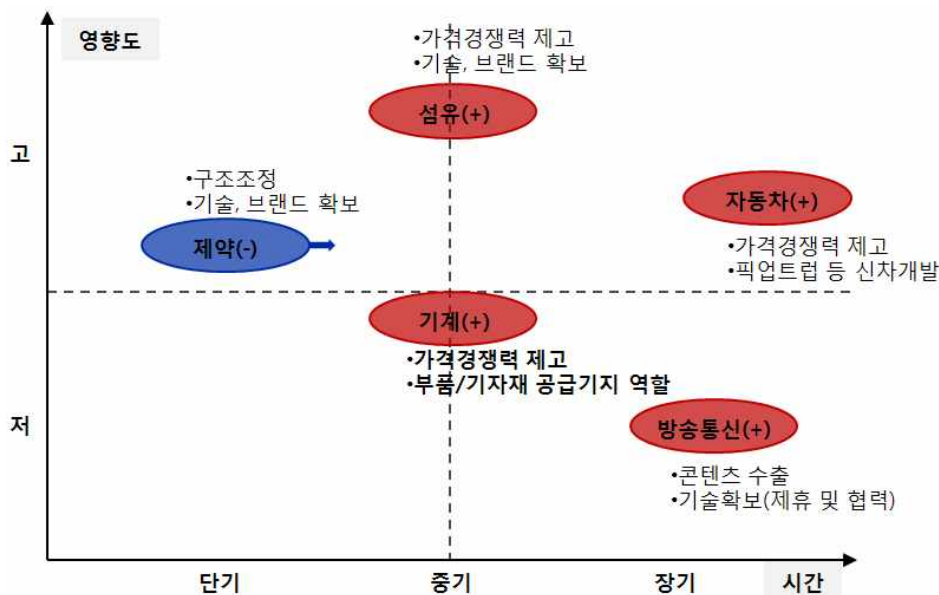 영향도
•가격경쟁력 제고
•기술, 브랜드 확보
섬유(+)
고
•구조조정
•기술, 브랜드 확보
제약(-)
자동차(+)
•가격경쟁력 제고
•픽업트럽 등 신차개발
기계(+)
•가격경쟁력 제고
•부품/기자재 공급기지 역할
저
방송통신(+)
•콘텐츠 수출
•기술확보(제휴 및 협력)
단기
중기
장기
시간